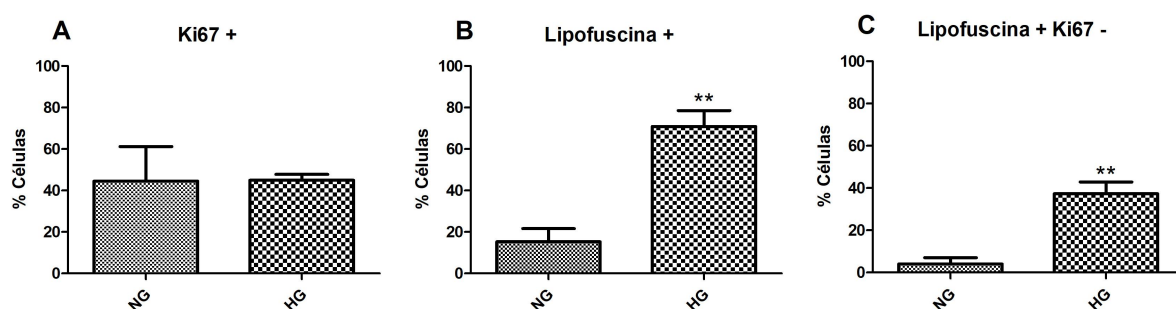 A
Ki67 +
% Células
100
80
60
40
20
0
NG
HG
B
Lipofuscina +
% Células
100
80
60
40
20
0
**
NG
HG
C
Lipofuscina + Ki67 -
% Células
100
80
60
40
20
0
**
NG
HG